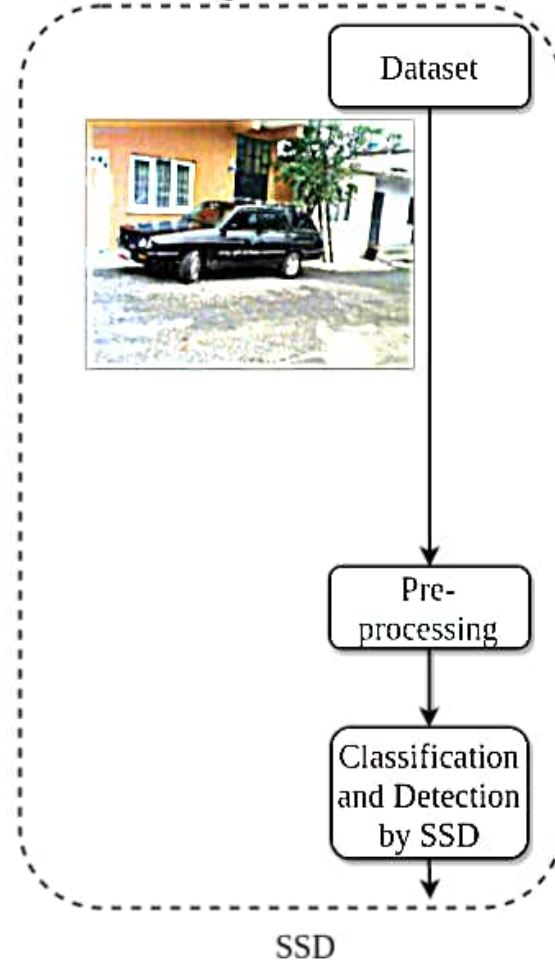 Dataset
Pre-
processing
Classification
and Detection
by SSD
SSD